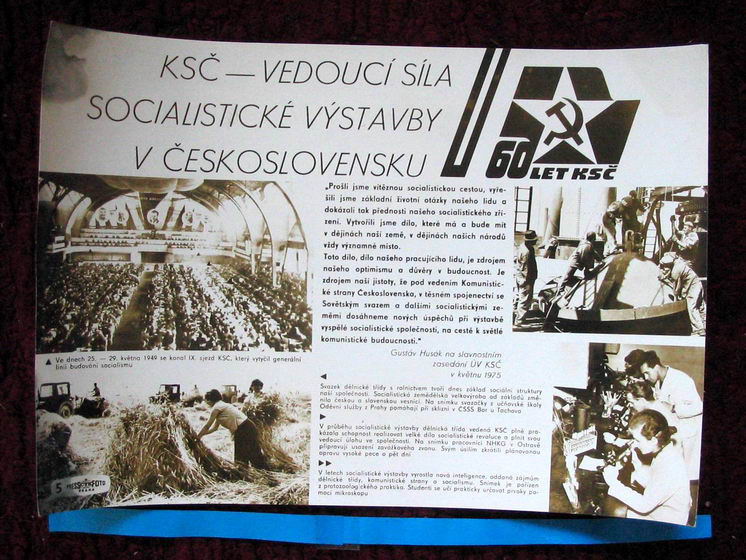 KSČ — VEDOUCÍ SÍLA
SOCIALISTICKÉ VÝSTAVBY
V ČESKOSLOVENSKU
60
LET KSČ
„Prošli jsme vítěznou socialistickou cestou, vyře-
šili jsme základní životní otázky našeho lidu a
dokázali tak přednosti našeho socialistického zří-
zení. Vytvořili jsme dílo, které má a bude mít
v dějinách naší země, v dějinách našich národů
vždy významné místo.
Toto dílo, dílo našeho pracujícího lidu, je zdrojem
našeho optimismu a důvěry v budoucnost. Je
zdrojem naší jistoty, že pod vedením Komunistic-
ké strany Československa, v těsném spojenectví se
Sovětským svazem a dalšími socialistickými ze-
měmi dosáhneme nových úspěchů při výstavbě
vyspělé socialistické společnosti, na cestě k světlé
komunistické budoucnosti.“
Gustáv Husák na slavnostním
zasedání ÚV KSČ
v květnu 1975
▲ Ve dnech 25. — 29. května 1949 se konal IX. sjezd KSČ, který vytyčil generální
linii budování socialismu
◀
Svazek dělnické třídy s rolnictvem tvoří dnes základ sociální struktury
naší společnosti. Socialistická zemědělská velkovýroba od základů změ-
nila českou a slovenskou vesnici. Na snímku svazačky z učňovské školy
Oděvní služby z Prahy pomáhají při sklizni v ČSSS Bor u Tachova
▶
V průběhu socialistické výstavby dělnická třída vedená KSČ plně pro-
kázala schopnost realizovat velké dílo socialistické revoluce a plnit svou
vedoucí úlohu ve společnosti. Na snímku pracovníci NHKG v Ostravě
připravují usazení zavážkového zvonu. Svým úsilím zkrátili plánovanou
opravu vysoké pece o pět dní
▶▶
V letech socialistické výstavby vyrostla nová inteligence, oddaná zájmům
dělnické třídy, komunistické strany a socialismu. Snímek je pořízen
z protozoologického praktika. Studenti se učí prakticky určovat prvoky po-
mocí mikroskopu
5 PRESSFOTO
PRAHA